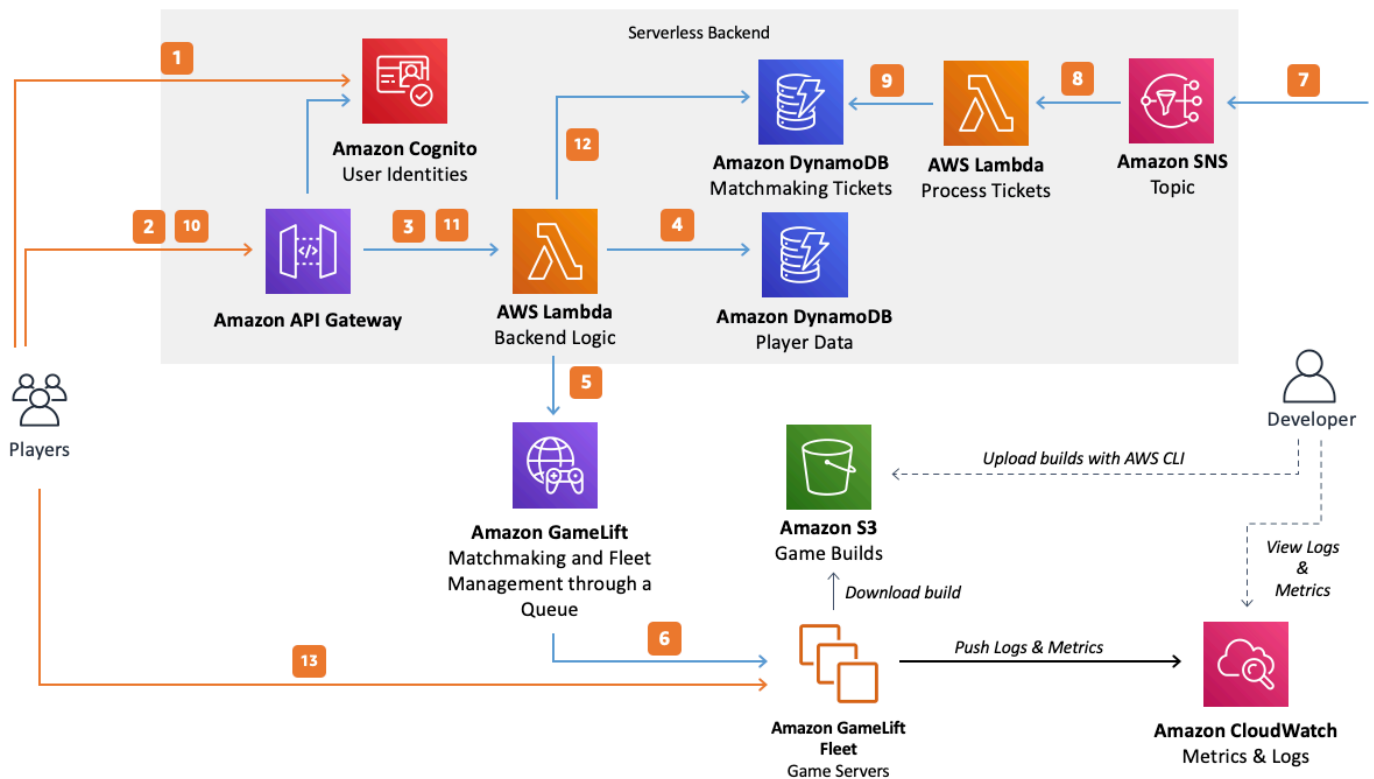 Serverless Backend
1
7
8
9
Amazon Cognito
User Identities
12
Amazon DynamoDB
Matchmaking Tickets
AWS Lambda
Process Tickets
Amazon SNS
Topic
2
10
3
11
4
Amazon API Gateway
AWS Lambda
Backend Logic
Amazon DynamoDB
Player Data
5
Players
Developer
Upload builds with AWS CLI
Amazon GameLift
Matchmaking and Fleet
Management through a
Queue
Amazon S3
Game Builds
View Logs
&
Metrics
Download build
6
13
Push Logs & Metrics
Amazon GameLift
Fleet
Game Servers
Amazon CloudWatch
Metrics & Logs